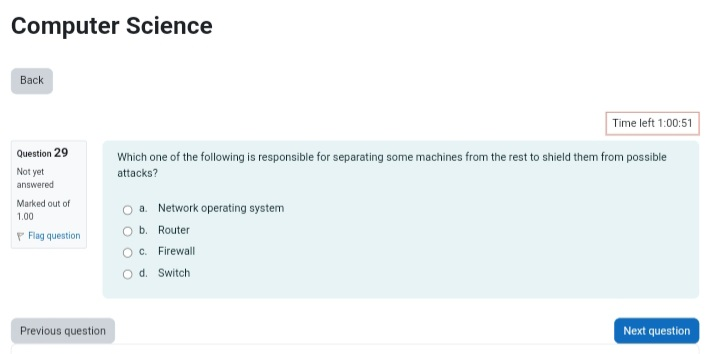 Computer Science
Back
Time left 1:00:51
Question 29
Not yet
answered
Marked out of
1.00
Flag question
Which one of the following is responsible for separating some machines from the rest to shield them from possible
attacks?
a. Network operating system
b. Router
c. Firewall
d. Switch
Previous question
Next question